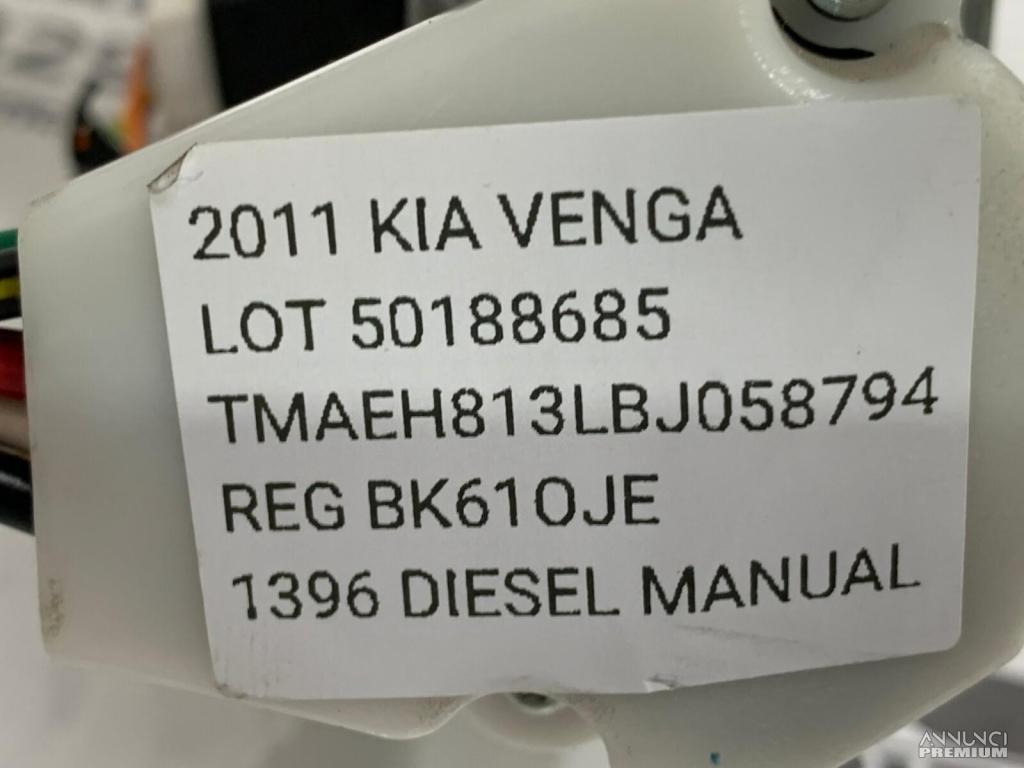 2011 KIA VENGA
LOT 50188685
TMAEH813LBJ058794
REG BK61OJE
1396 DIESEL MANUAL
ANNUNCI
PREMIUM